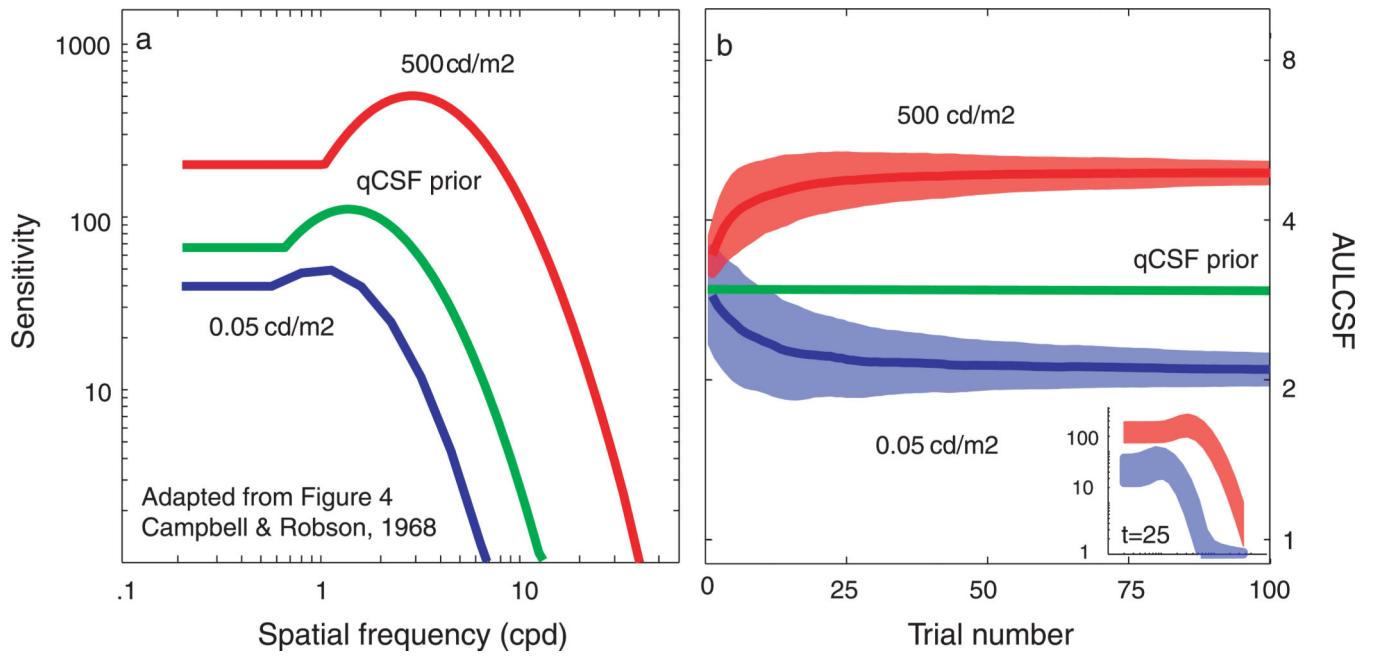 a
1000
100
10
Sensitivity
500 cd/m2
qCSF prior
0.05 cd/m2
Adapted from Figure 4
Campbell & Robson, 1968
.1
1
10
Spatial frequency (cpd)
b
500 cd/m2
qCSF prior
0.05 cd/m2
100
10
1
t=25
8
4
2
1
AULCSF
0
25
50
75
100
Trial number